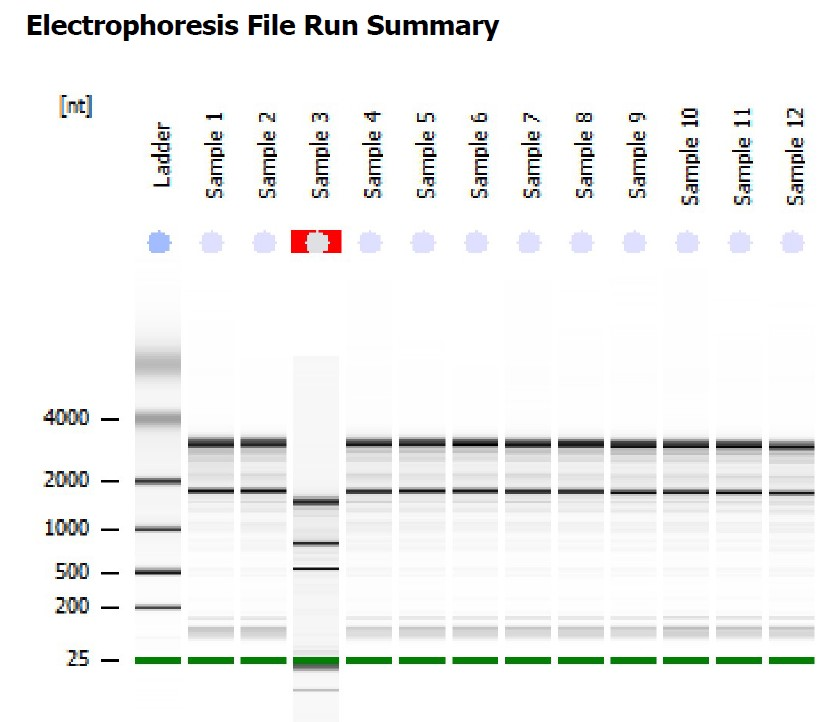 Electrophoresis File Run Summary
[nt]
Ladder
Sample 1
Sample 2
Sample 3
Sample 4
Sample 5
Sample 6
Sample 7
Sample 8
Sample 9
Sample 10
Sample 11
Sample 12
4000
2000
1000
500
200
25